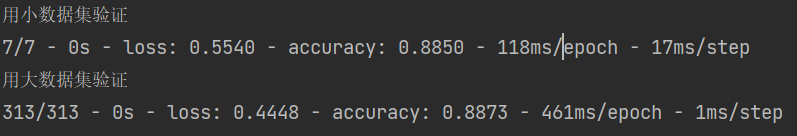 用小数据集验证
7/7 - 0s - loss: 0.5540 - accuracy: 0.8850 - 118ms/epoch - 17ms/step
用大数据集验证
313/313 - 0s - loss: 0.4448 - accuracy: 0.8873 - 461ms/epoch - 1ms/step